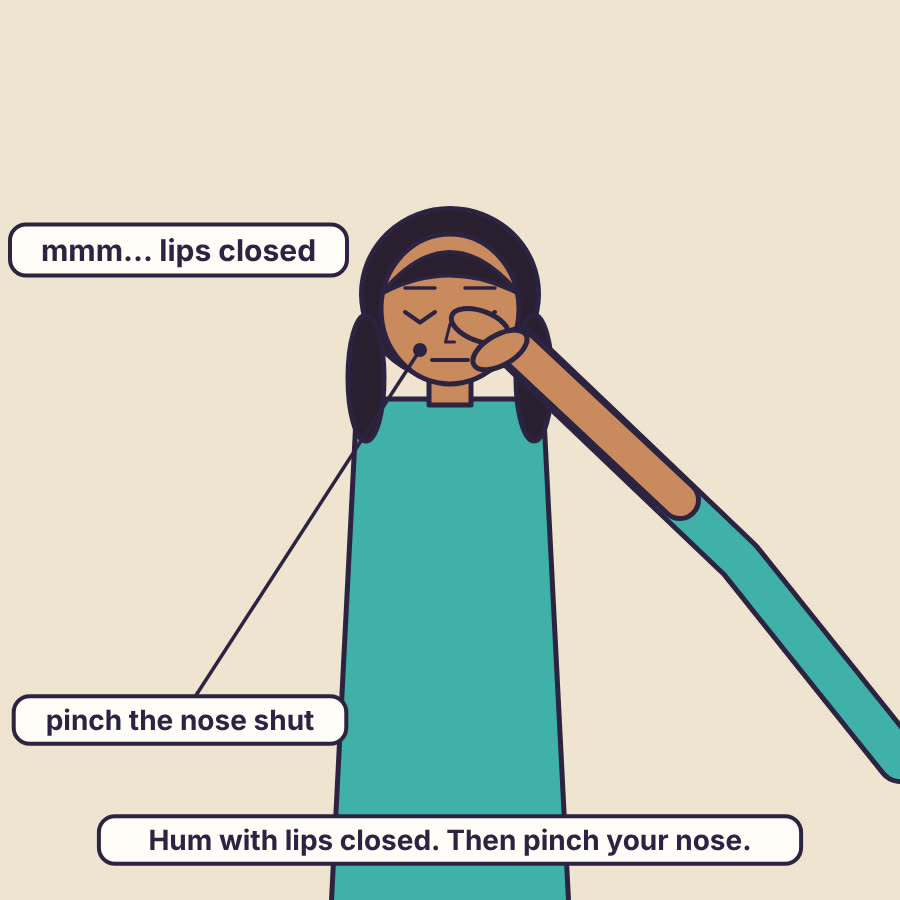 mmm... lips closed
pinch the nose shut
Hum with lips closed. Then pinch your nose.